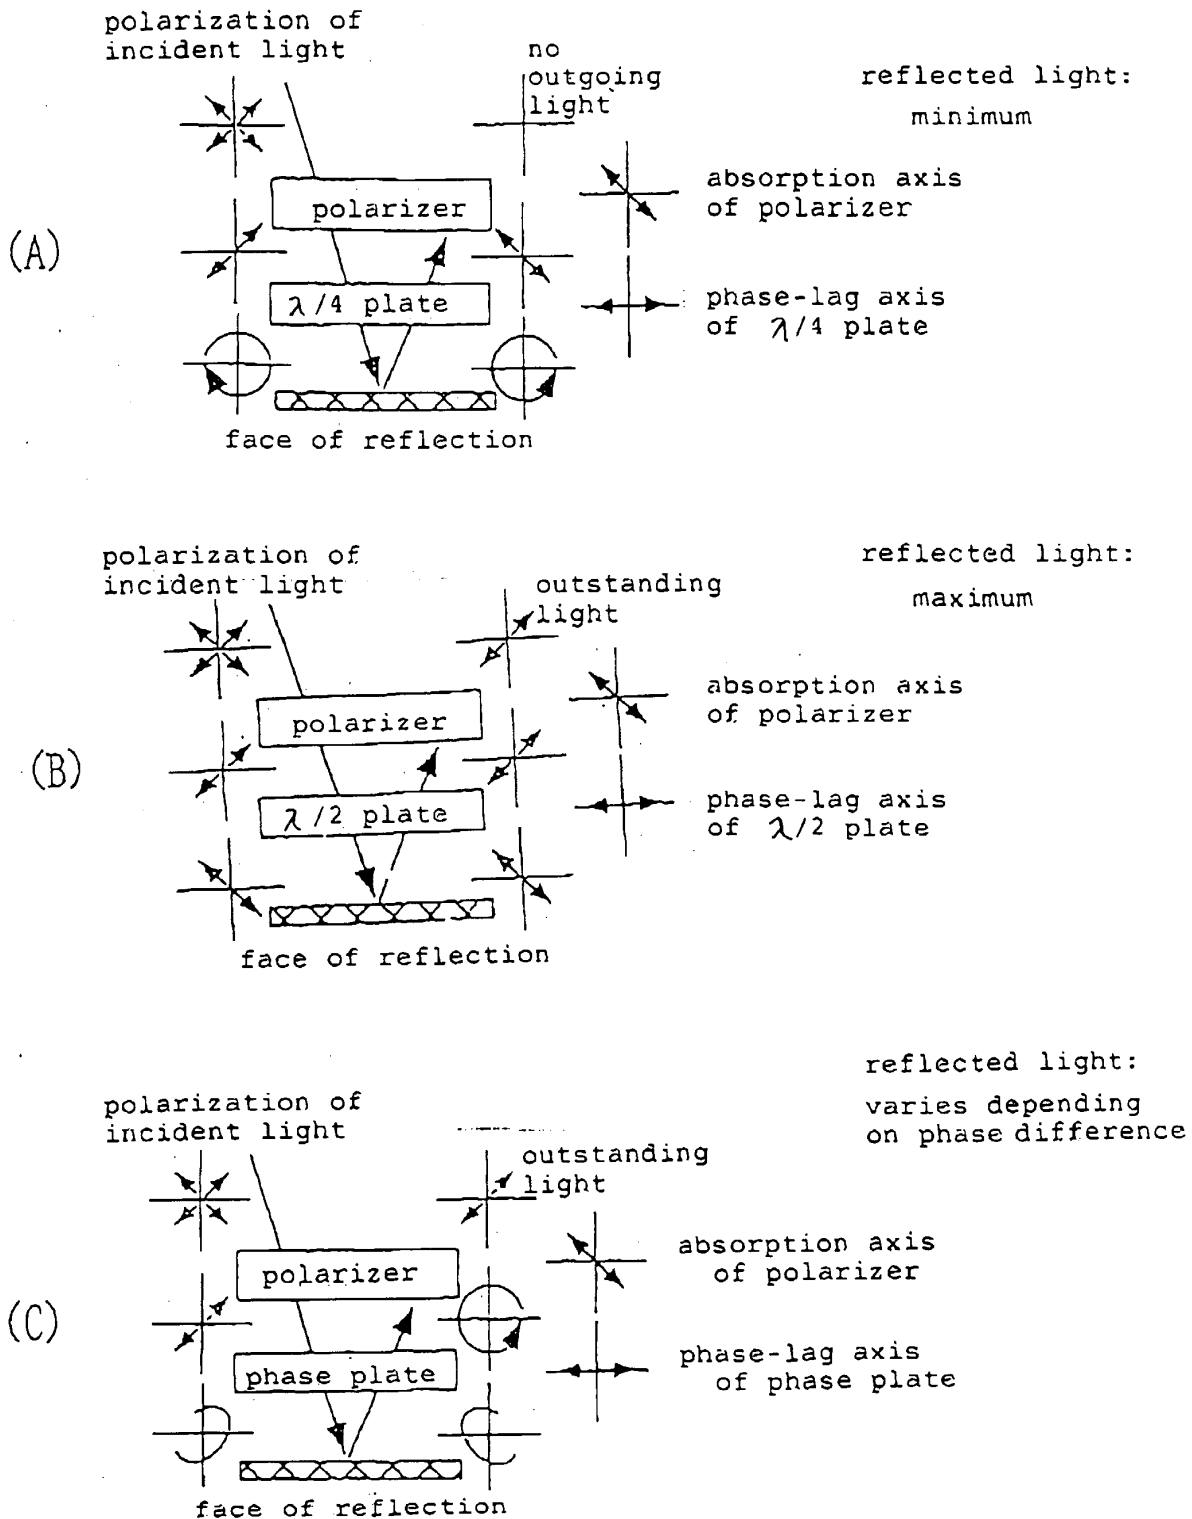 (A)
polarization of
incident light
no
outgoing
light
reflected light:
minimum
polarizer
absorption axis
of polarizer
λ/4 plate
phase-lag axis
of λ/4 plate
face of reflection
(B)
polarization of
incident light
outstanding
light
reflected light:
maximum
polarizer
absorption axis
of polarizer
λ/2 plate
phase-lag axis
of λ/2 plate
face of reflection
(C)
polarization of
incident light
outstanding
light
reflected light:
varies depending
on phase difference
polarizer
absorption axis
of polarizer
phase plate
phase-lag axis
of phase plate
face of reflection